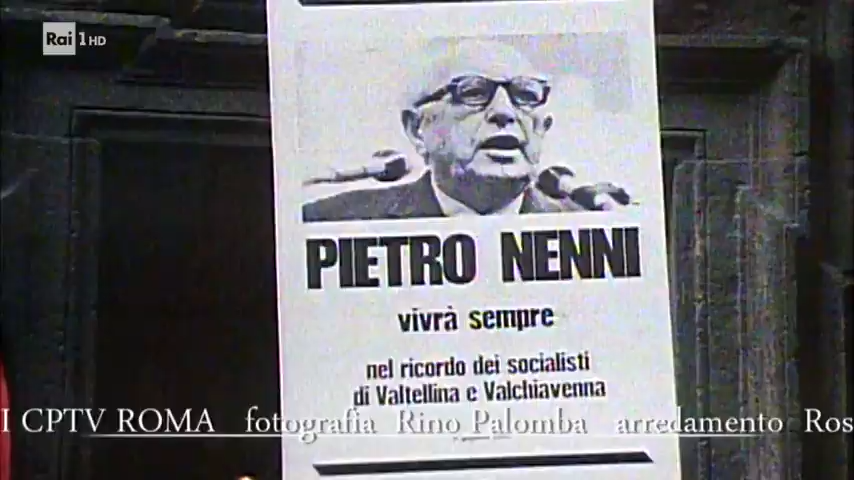 Rai 1 HD
PIETRO NENNI
vivrà sempre
nel ricordo dei socialisti
di Valtellina e Valchiavenna
I CPTV ROMA fotografia Rino Palomba arredamento Ros